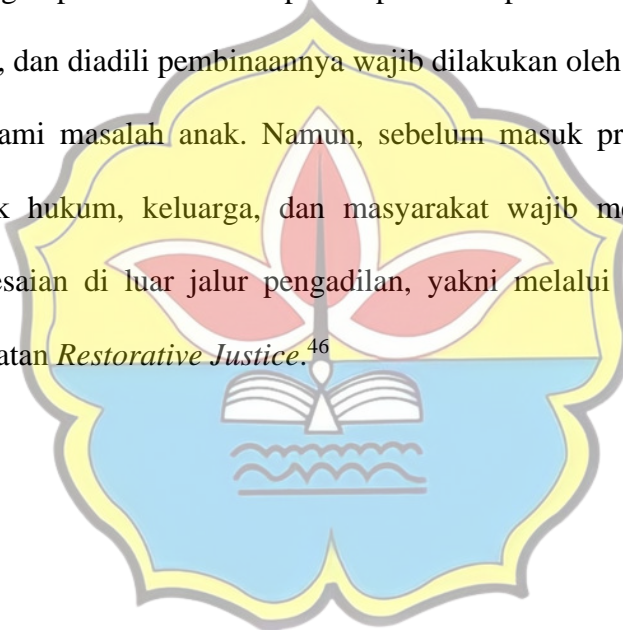 , dan diadili pembinaannya wajib dilakukan oleh
ami masalah anak. Namun, sebelum masuk pr
k hukum, keluarga, dan masyarakat wajib me
esaian di luar jalur pengadilan, yakni melalui
atan Restorative Justice.46